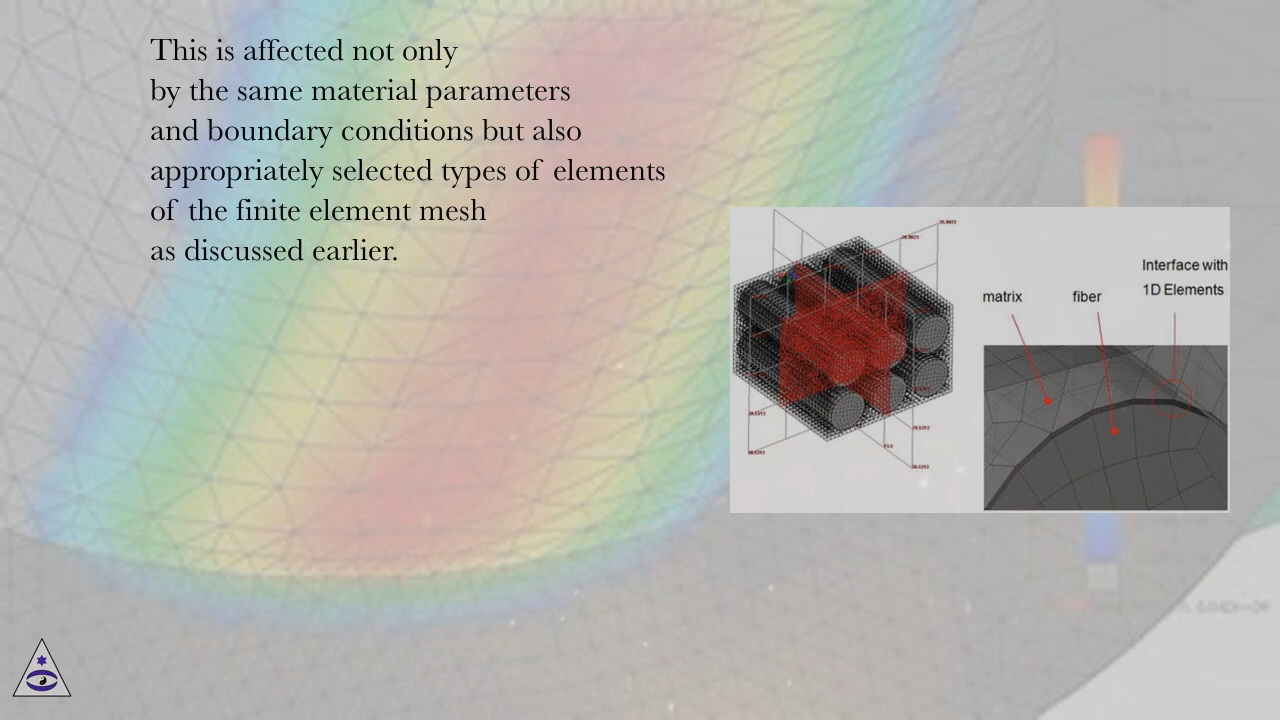 This is affected not only
by the same material parameters
and boundary conditions but also
appropriately selected types of elements
of the finite element mesh
as discussed earlier.
Interface with
1D Elements
matrix
fiber